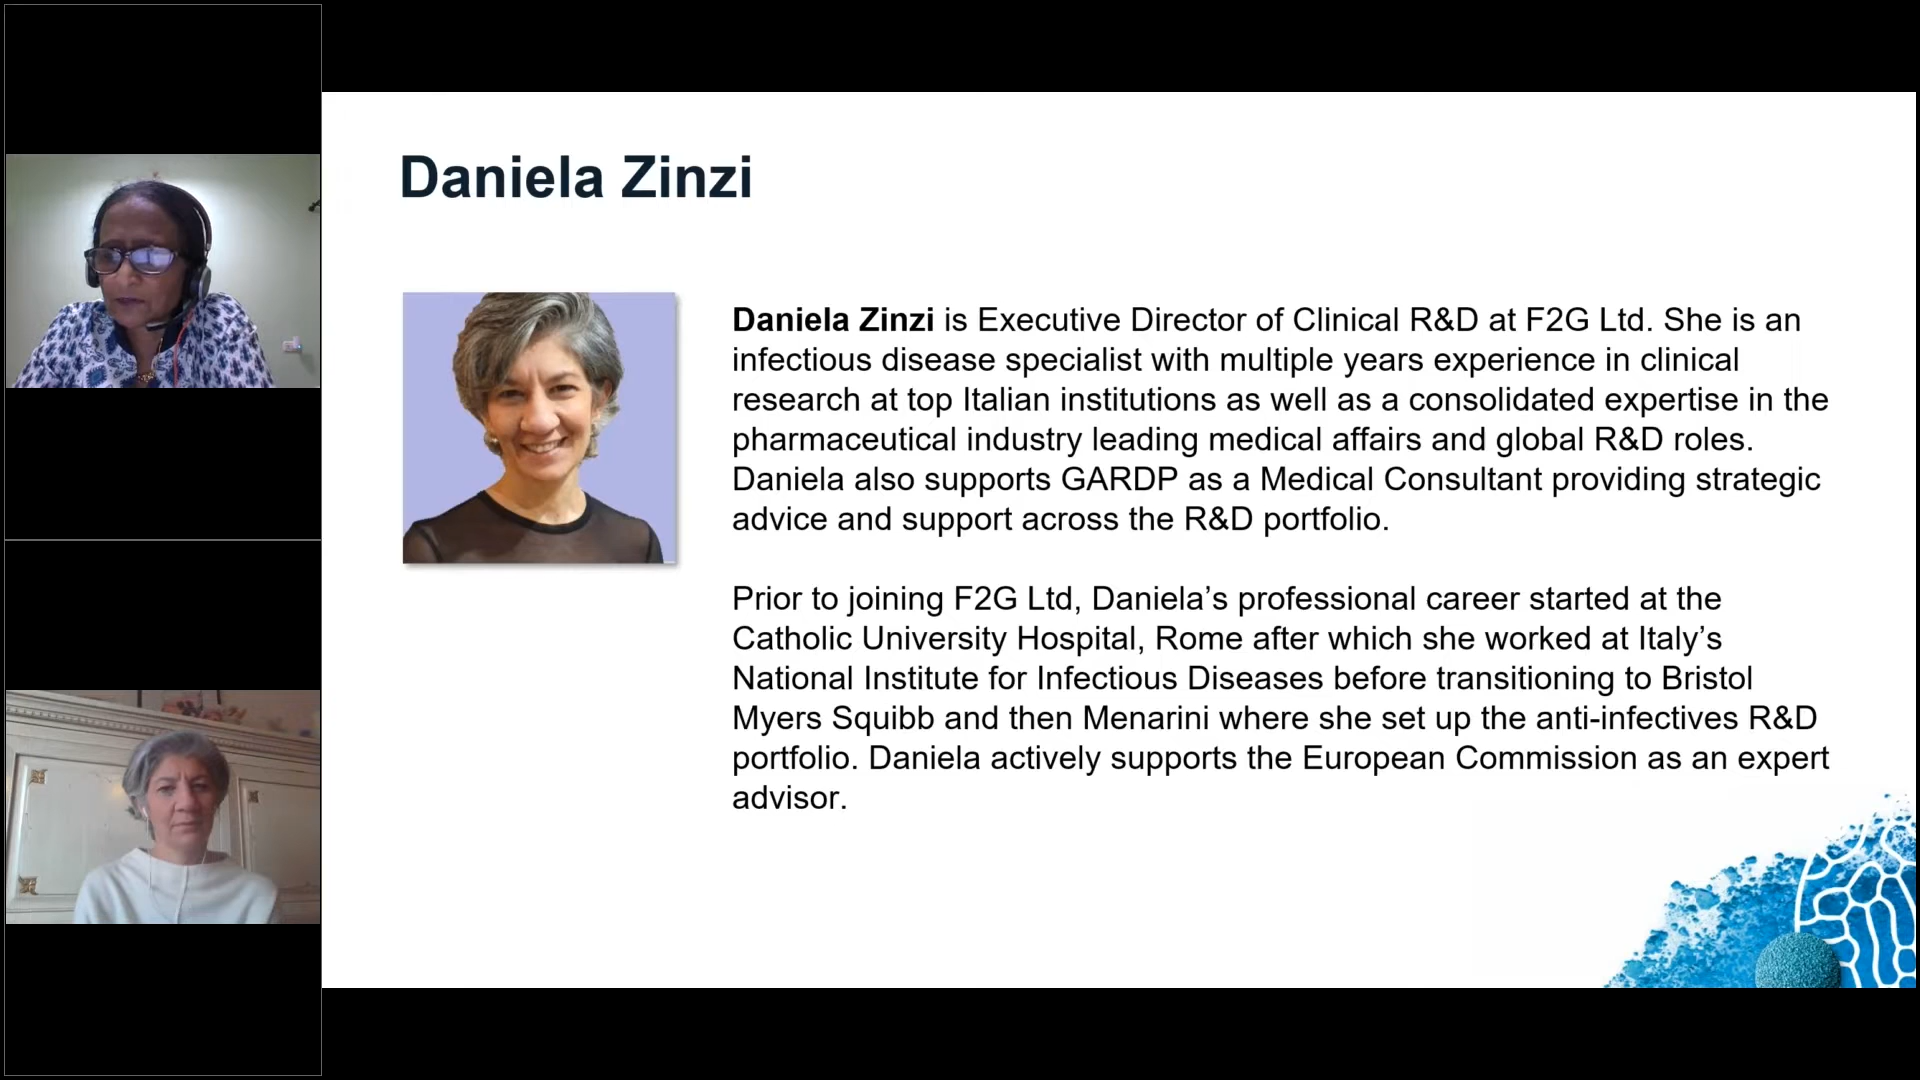 Daniela Zinzi
Daniela Zinzi is Executive Director of Clinical R&D at F2G Ltd. She is an
infectious disease specialist with multiple years experience in clinical
research at top Italian institutions as well as a consolidated expertise in the
pharmaceutical industry leading medical affairs and global R&D roles.
Daniela also supports GARDP as a Medical Consultant providing strategic
advice and support across the R&D portfolio.
Prior to joining F2G Ltd, Daniela’s professional career started at the
Catholic University Hospital, Rome after which she worked at Italy’s
National Institute for Infectious Diseases before transitioning to Bristol
Myers Squibb and then Menarini where she set up the anti-infectives R&D
portfolio. Daniela actively supports the European Commission as an expert
advisor.